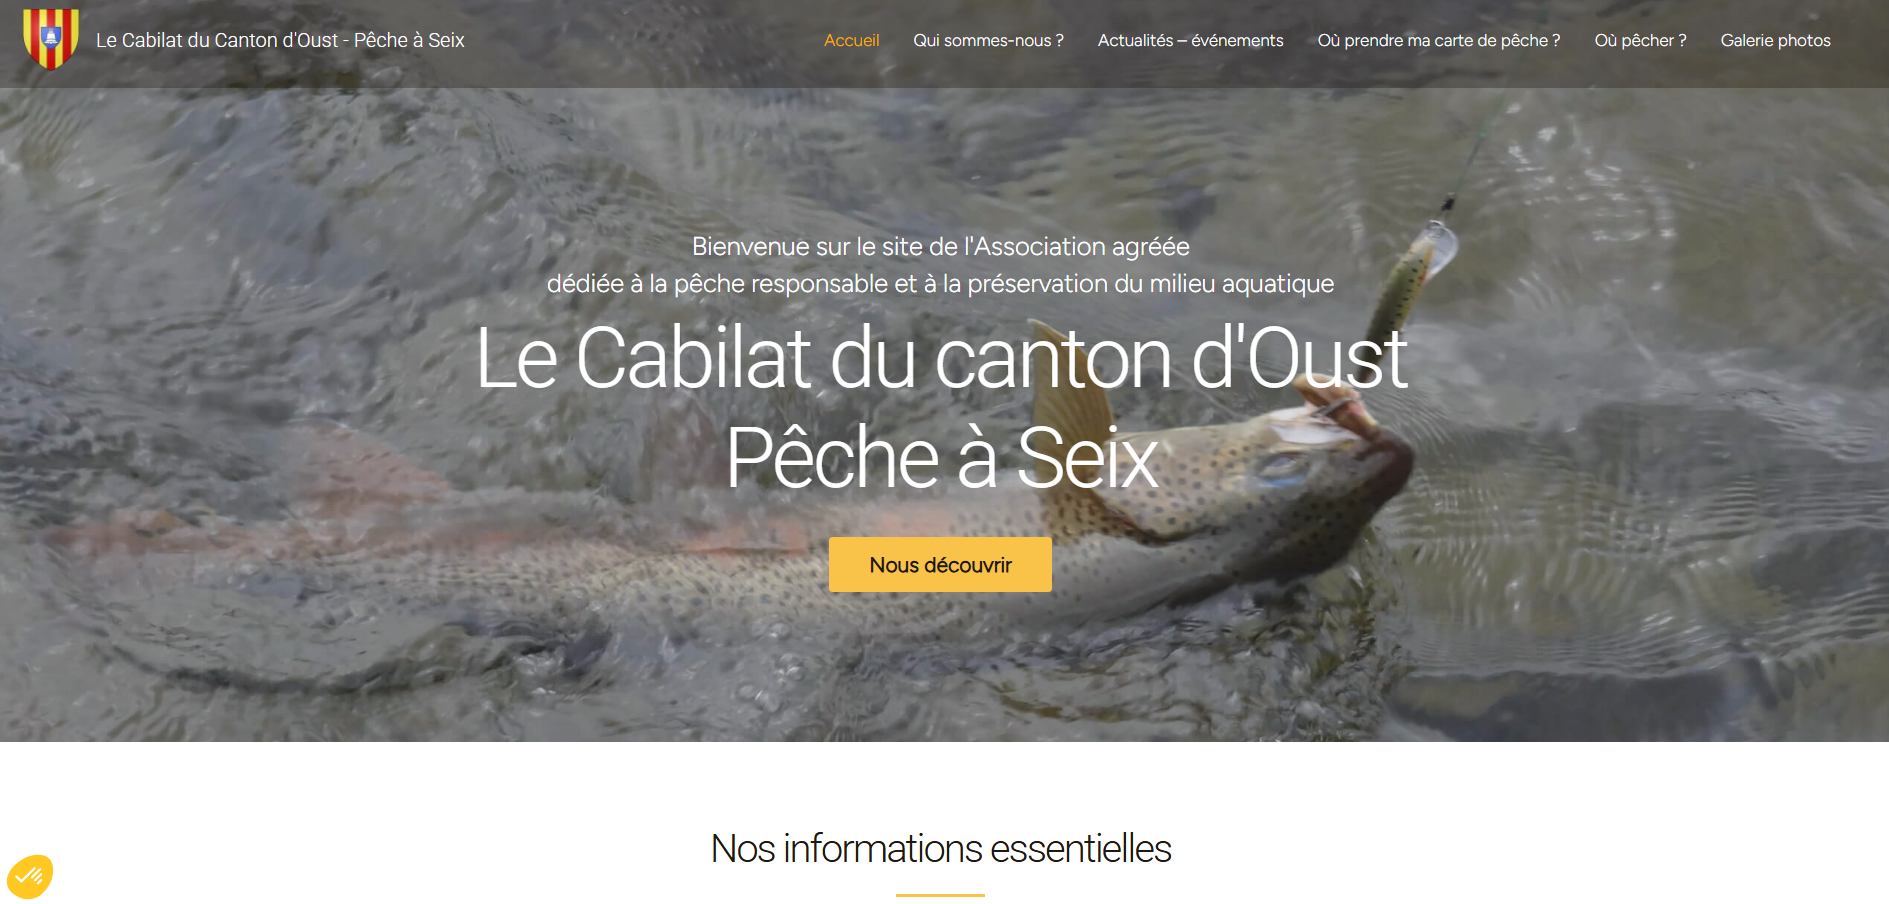 Le Cabilat du Canton d'Oust - Pêche à Seix
Accueil
Qui sommes-nous ?
Actualités – événements
Où prendre ma carte de pêche ?
Où pêcher ?
Galerie photos
Bienvenue sur le site de l'Association agréée
dédiée à la pêche responsable et à la préservation du milieu aquatique
Le Cabilat du canton d'Oust
Pêche à Seix
Nous découvrir
Nos informations essentielles